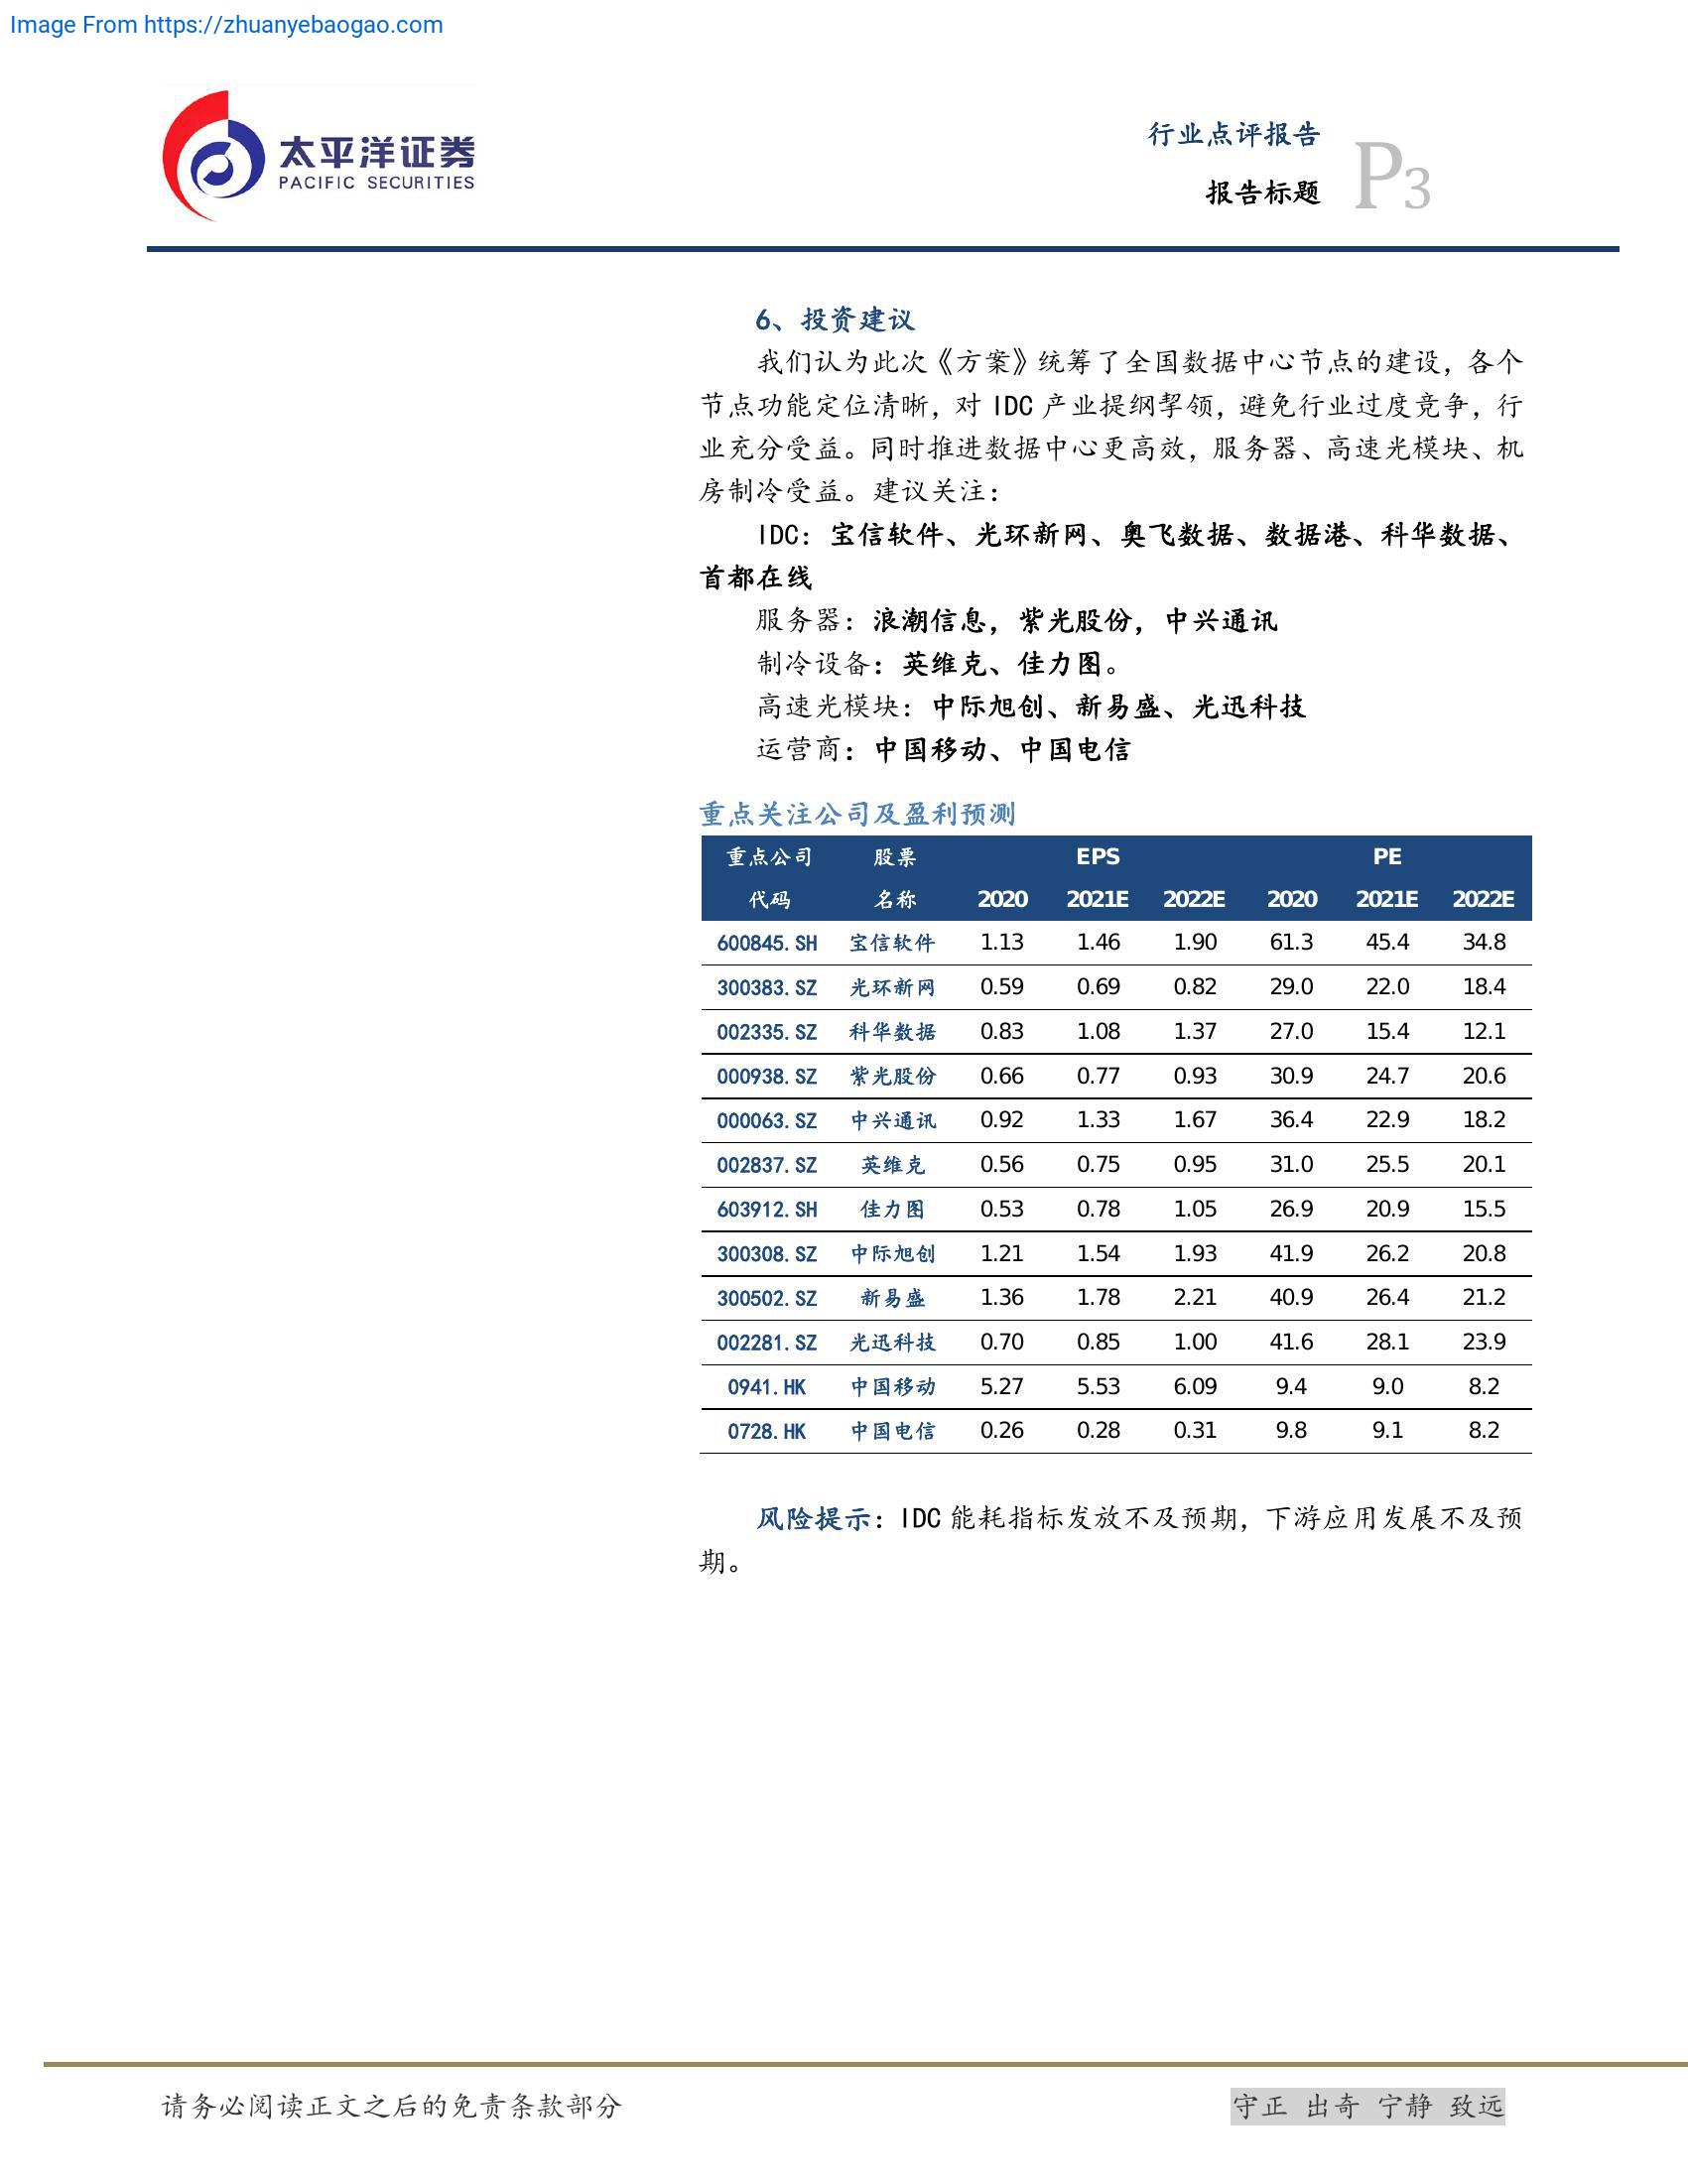 Image From https://zhuanyebaogao.com
太平洋证券
PACIFIC SECURITIES
行业点评报告
报告标题
P3
6、投资建议
我们认为此次《方案》统筹了全国数据中心节点的建设，各个
节点功能定位清晰，对 IDC 产业提纲挈领，避免行业过度竞争，行
业充分受益。同时推进数据中心更高效，服务器、高速光模块、机
房制冷受益。建议关注：
IDC：宝信软件、光环新网、奥飞数据、数据港、科华数据、
首都在线
服务器：浪潮信息，紫光股份，中兴通讯
制冷设备：英维克、佳力图。
高速光模块：中际旭创、新易盛、光迅科技
运营商：中国移动、中国电信
重点关注公司及盈利预测
重点公司 股票 EPS PE
代码 名称 2020 2021E 2022E 2020 2021E 2022E
600845.SH 宝信软件 1.13 1.46 1.90 61.3 45.4 34.8
300383.SZ 光环新网 0.59 0.69 0.82 29.0 22.0 18.4
002335.SZ 科华数据 0.83 1.08 1.37 27.0 15.4 12.1
000938.SZ 紫光股份 0.66 0.77 0.93 30.9 24.7 20.6
000063.SZ 中兴通讯 0.92 1.33 1.67 36.4 22.9 18.2
002837.SZ 英维克 0.56 0.75 0.95 31.0 25.5 20.1
603912.SH 佳力图 0.53 0.78 1.05 26.9 20.9 15.5
300308.SZ 中际旭创 1.21 1.54 1.93 41.9 26.2 20.8
300502.SZ 新易盛 1.36 1.78 2.21 40.9 26.4 21.2
002281.SZ 光迅科技 0.70 0.85 1.00 41.6 28.1 23.9
0941.HK 中国移动 5.27 5.53 6.09 9.4 9.0 8.2
0728.HK 中国电信 0.26 0.28 0.31 9.8 9.1 8.2
风险提示：IDC 能耗指标发放不及预期，下游应用发展不及预
期。
请务必阅读正文之后的免责条款部分
守正 出奇 宁静 致远